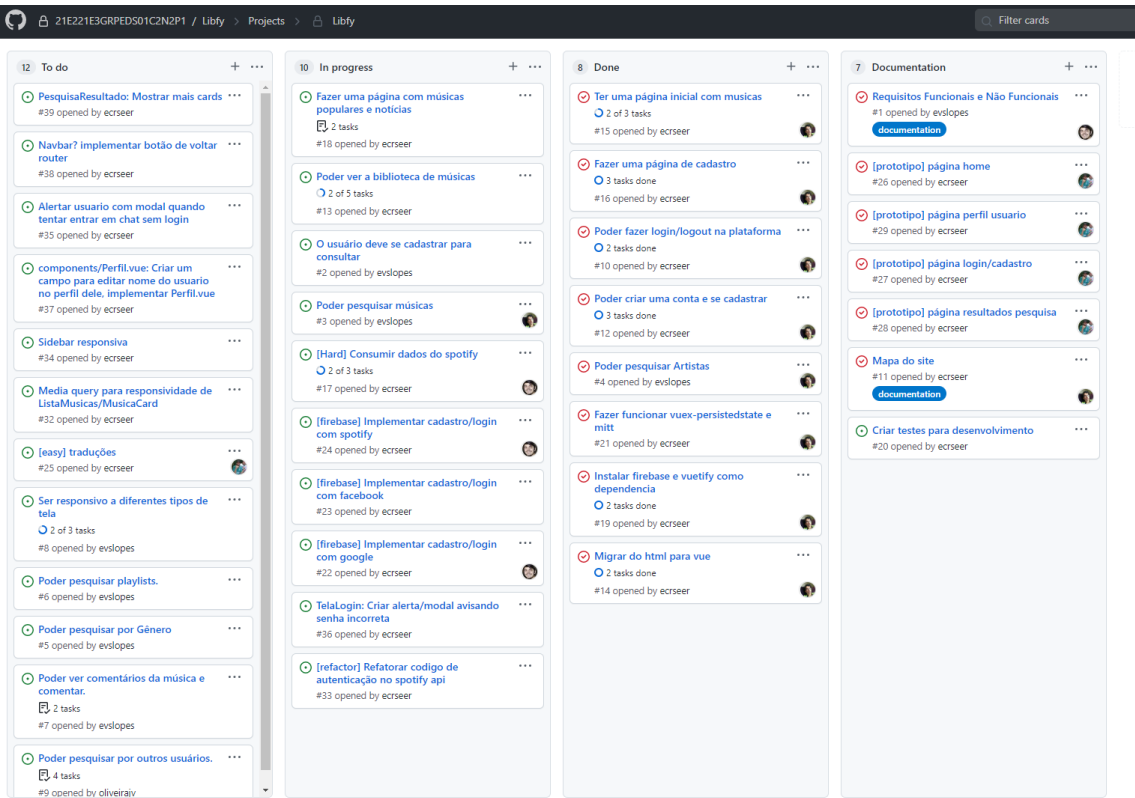 21E221E3GRPEDS01C2N2P1 / Libfy > Projects > Libfy
Filter cards
12 To do
PesquisaResultado: Mostrar mais cards
#39 opened by ecrseer
Navbar? implementar botão de voltar
router
#38 opened by ecrseer
Alertar usuario com modal quando
tentar entrar em chat sem login
#35 opened by ecrseer
components/Perfil.vue: Criar um
campo para editar nome do usuario
no perfil dele, implementar Perfil.vue
#37 opened by ecrseer
Sidebar responsiva
#34 opened by ecrseer
Media query para responsividade de
ListaMusicas/MusicaCard
#32 opened by ecrseer
[easy] traduções
#25 opened by ecrseer
Ser responsivo a diferentes tipos de
tela
2 of 3 tasks
#8 opened by evslopes
Poder pesquisar playlists.
#6 opened by evslopes
Poder pesquisar por Gênero
#5 opened by evslopes
Poder ver comentários da música e
comentar.
2 tasks
#7 opened by evslopes
Poder pesquisar por outros usuários.
4 tasks
#9 opened by oliveirajv
10 In progress
Fazer uma página com músicas
populares e notícias
2 tasks
#18 opened by ecrseer
Poder ver a biblioteca de músicas
2 of 5 tasks
#13 opened by ecrseer
O usuário deve se cadastrar para
consultar
#2 opened by evslopes
Poder pesquisar músicas
#3 opened by evslopes
[Hard] Consumir dados do spotify
2 of 3 tasks
#17 opened by ecrseer
[firebase] Implementar cadastro/login
com spotify
#24 opened by ecrseer
[firebase] Implementar cadastro/login
com facebook
#23 opened by ecrseer
[firebase] Implementar cadastro/login
com google
#22 opened by ecrseer
TelaLogin: Criar alerta/modal avisando
senha incorreta
#36 opened by ecrseer
[refactor] Refatorar codigo de
autenticação no spotify api
#33 opened by ecrseer
8 Done
Ter uma página inicial com musicas
2 of 3 tasks
#15 opened by ecrseer
Fazer uma página de cadastro
3 tasks done
#16 opened by ecrseer
Poder fazer login/logout na plataforma
2 tasks done
#10 opened by ecrseer
Poder criar uma conta e se cadastrar
3 tasks done
#12 opened by ecrseer
Poder pesquisar Artistas
#4 opened by evslopes
Fazer funcionar vuex-persistedstate e
mitt
#21 opened by ecrseer
Instalar firebase e vuetify como
dependencia
2 tasks done
#19 opened by ecrseer
Migrar do html para vue
2 tasks done
#14 opened by ecrseer
7 Documentation
Requisitos Funcionais e Não Funcionais
#1 opened by evslopes
documentation
[prototipo] página home
#26 opened by ecrseer
[prototipo] página perfil usuario
#29 opened by ecrseer
[prototipo] página login/cadastro
#27 opened by ecrseer
[prototipo] página resultados pesquisa
#28 opened by ecrseer
Mapa do site
#11 opened by ecrseer
documentation
Criar testes para desenvolvimento
#20 opened by ecrseer